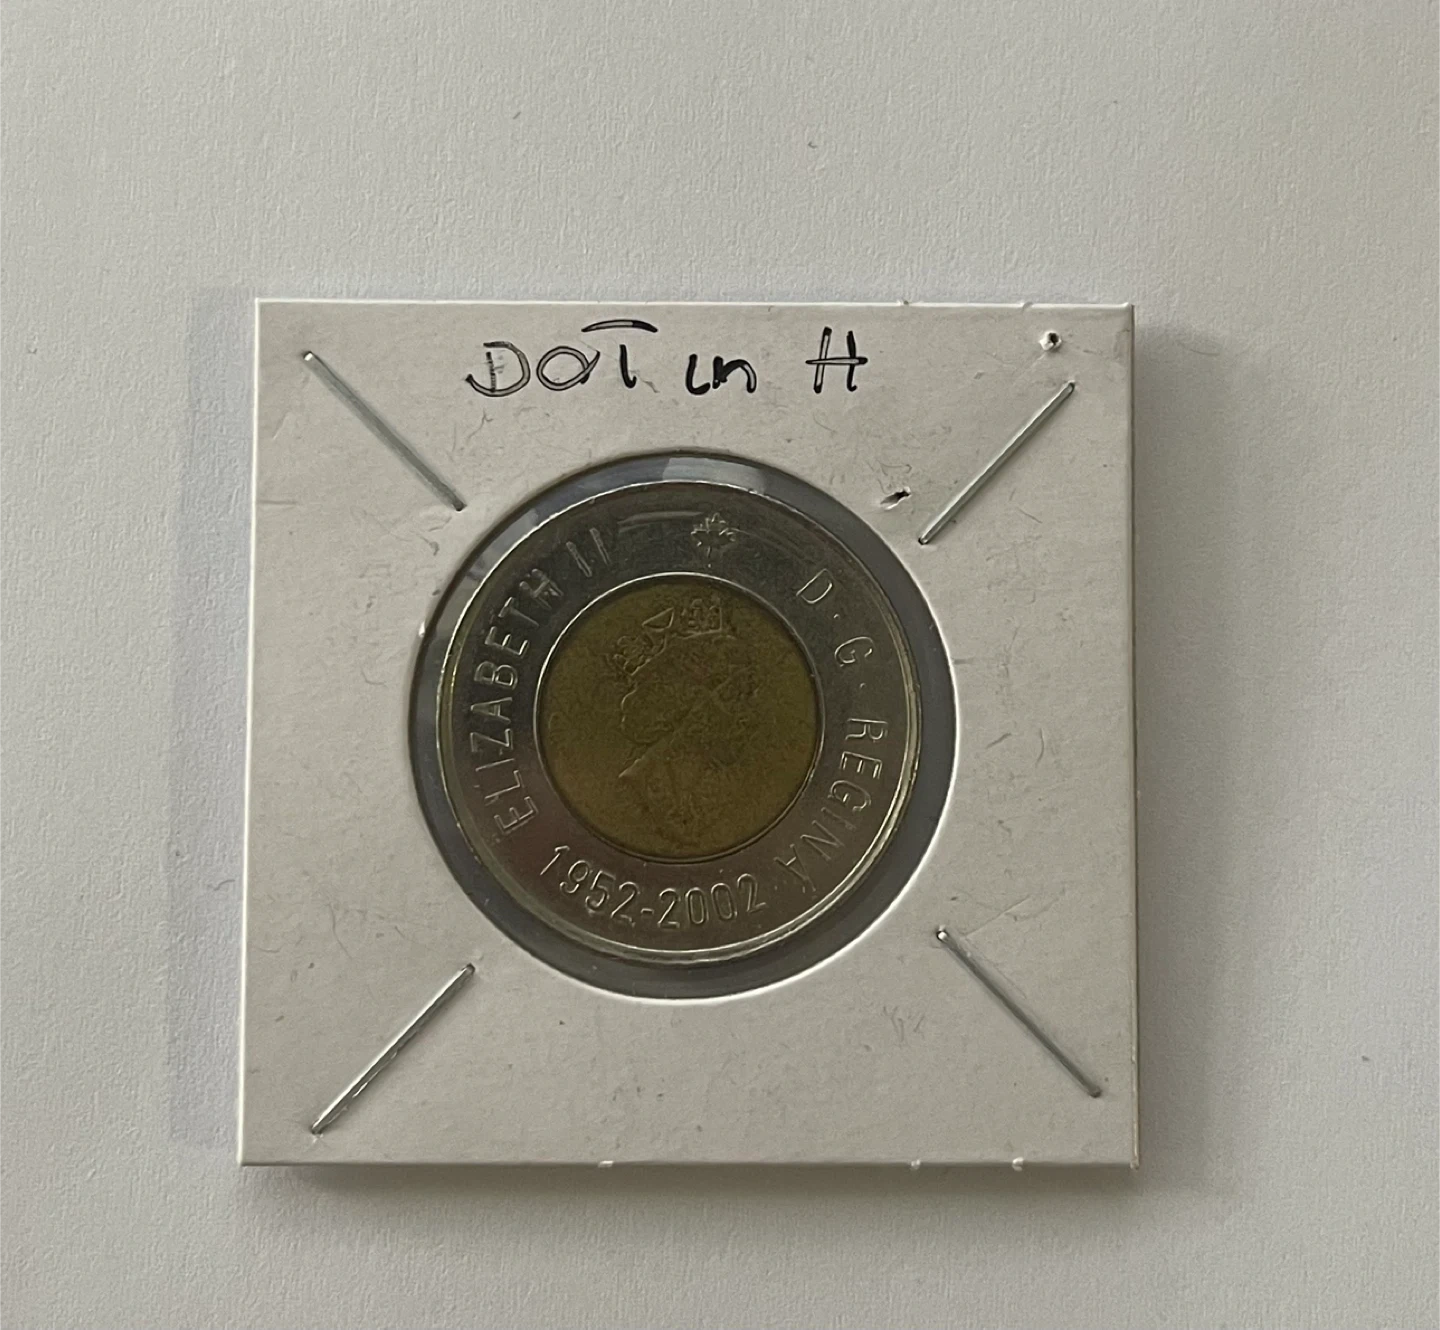 DOT in H
ELIZABETH II D·G·REGINA
1952-2002